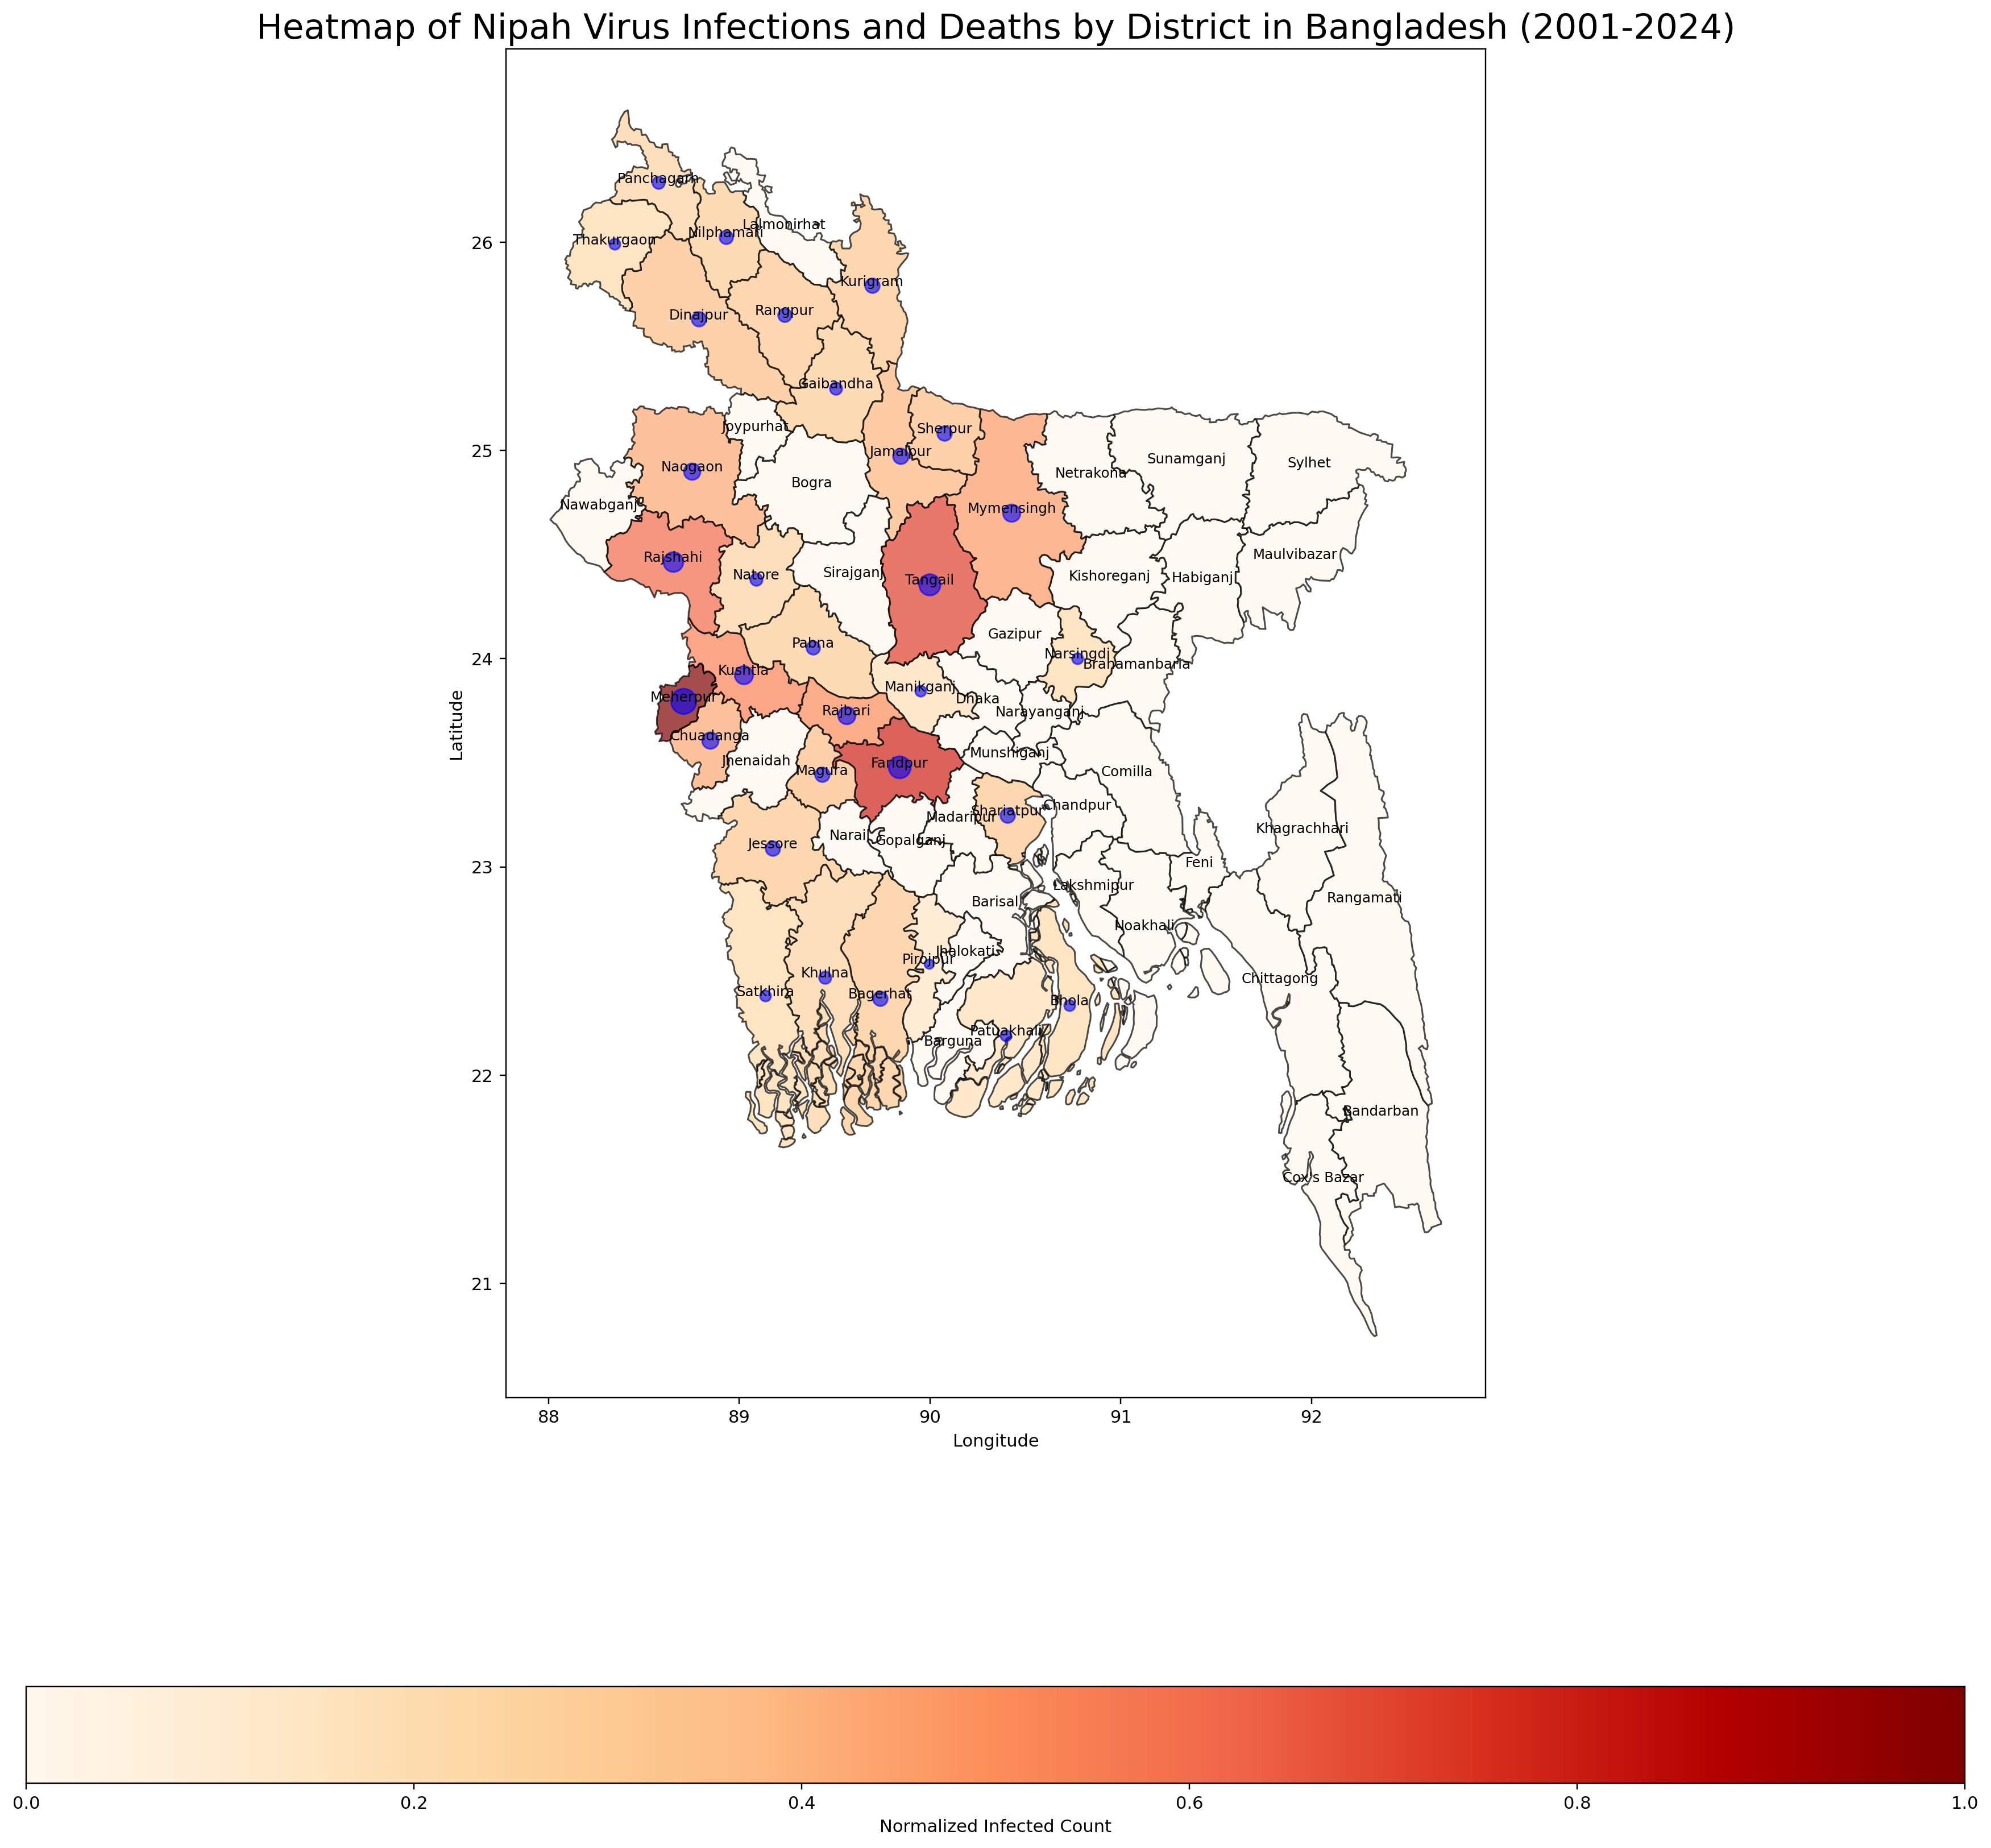 Heatmap of Nipah Virus Infections and Deaths by District in Bangladesh (2001-2024)
Panchagarh
Lalmonirhat
Nilphamari
Thakurgaon
26
Kurigram
Rangpur
Dinajpur
Gaibandha
Joypurhat
Sherpur
25
Jamalpur
Naogaon
Sunamganj
Sylhet
Netrakona
Bogra
Nawabganj
Mymensingh
Rajshahi
Maulvibazar
Natore
Sirajganj
Tangail
Kishoreganj
Habiganj
Gazipur
Pabna
24
Narsingdi
Brahamanbaria
Kushtia
Meherpur
Manikganj
Dhaka
Rajbari
Narayanganj
Chuadanga
Jhenaidah
Magura
Faridpur
Munshiganj
Comilla
Latitude
Shariatpur
Chandpur
Madaripur
Khagrachhari
Narail
Gopalganj
Jessore
23
Feni
Lakshmipur
Barisal
Rangamati
Noakhali
Jhalokati
Pirojpur
Khulna
Chittagong
Satkhira
Bagerhat
Bhola
Patuakhali
Barguna
22
Bandarban
Cox's Bazar
21
88 89 90 91 92
Longitude
0.0 0.2 0.4 0.6 0.8 1.0
Normalized Infected Count